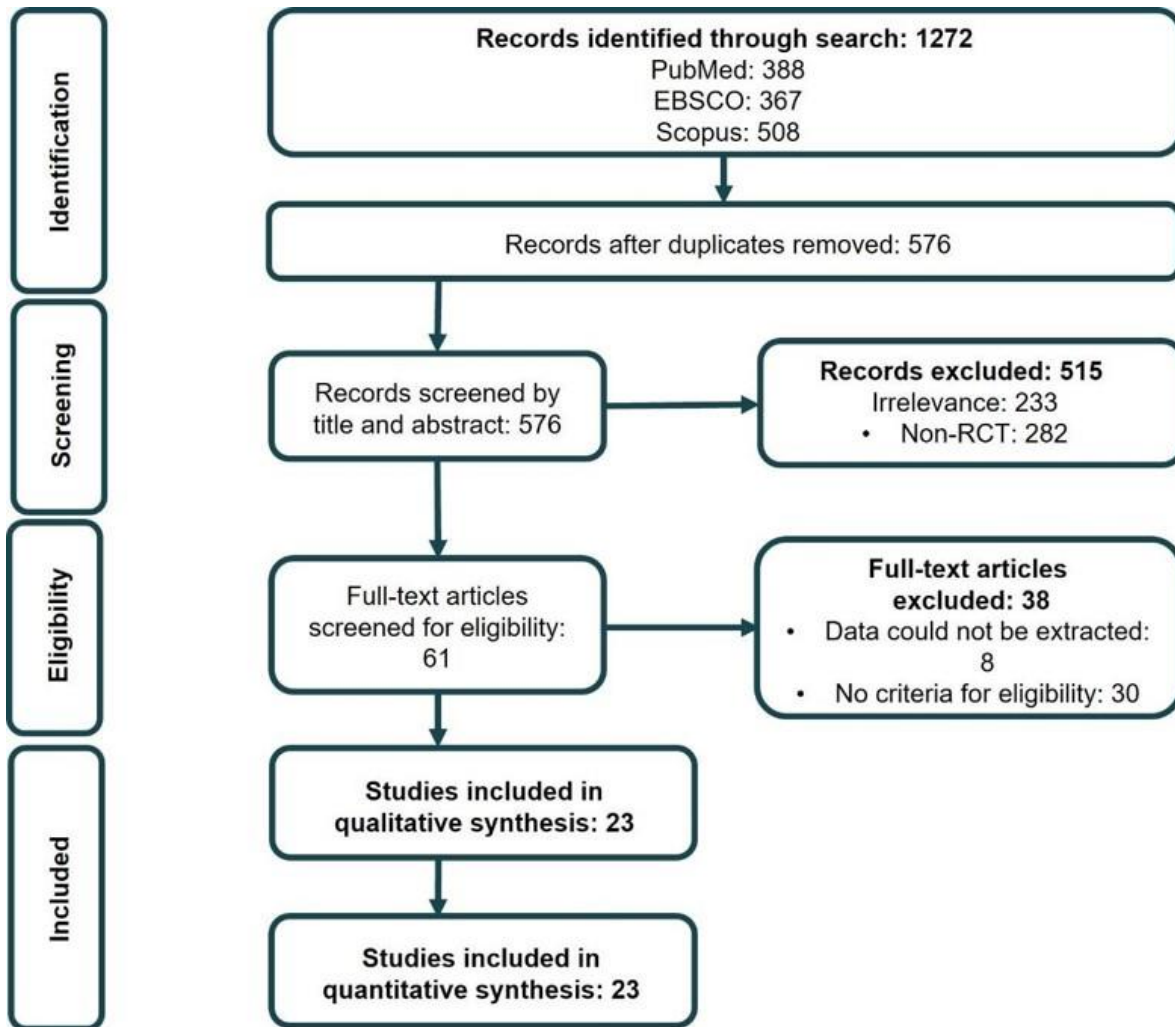 Identification
Records identified through search: 1272
PubMed: 388
EBSCO: 367
Scopus: 508
Records after duplicates removed: 576
Screening
Records screened by
title and abstract: 576
Records excluded: 515
Irrelevance: 233
• Non-RCT: 282
Eligibility
Full-text articles
screened for eligibility:
61
Full-text articles
excluded: 38
• Data could not be extracted:
8
• No criteria for eligibility: 30
Included
Studies included in
qualitative synthesis: 23
Studies included in
quantitative synthesis: 23